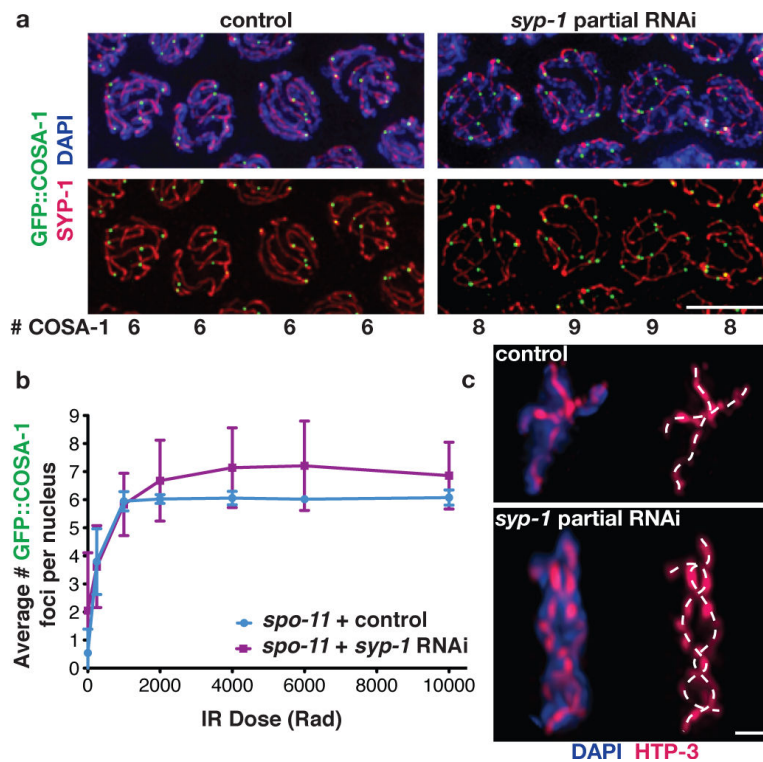 a
control
syp-1 partial RNAi
GFP::COSA-1
DAPI
SYP-1
# COSA-1
6 6 6 6
8 9 9 8
b
Average # GFP::COSA-1
foci per nucleus
9
8
7
6
5
4
3
2
1
0
0 2000 4000 6000 8000 10000
IR Dose (Rad)
spo-11 + control
spo-11 + syp-1 RNAi
c
control
syp-1 partial RNAi
DAPI HTP-3